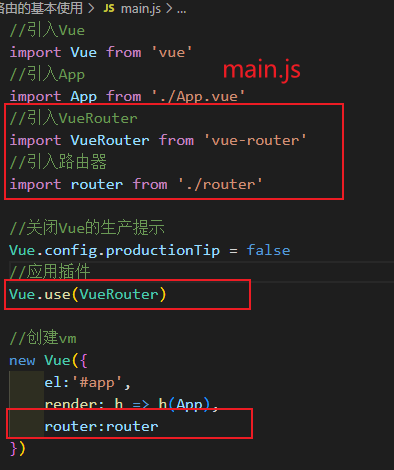 路由的基本使用 > JS main.js > ...
//引入Vue
import Vue from 'vue'
main.js
//引入App
import App from './App.vue'
//引入VueRouter
import VueRouter from 'vue-router'
//引入路由器
import router from './router'
//关闭Vue的生产提示
Vue.config.productionTip = false
//应用插件
Vue.use(VueRouter)
//创建vm
new Vue({
el:'#app',
render: h => h(App),
router:router
})